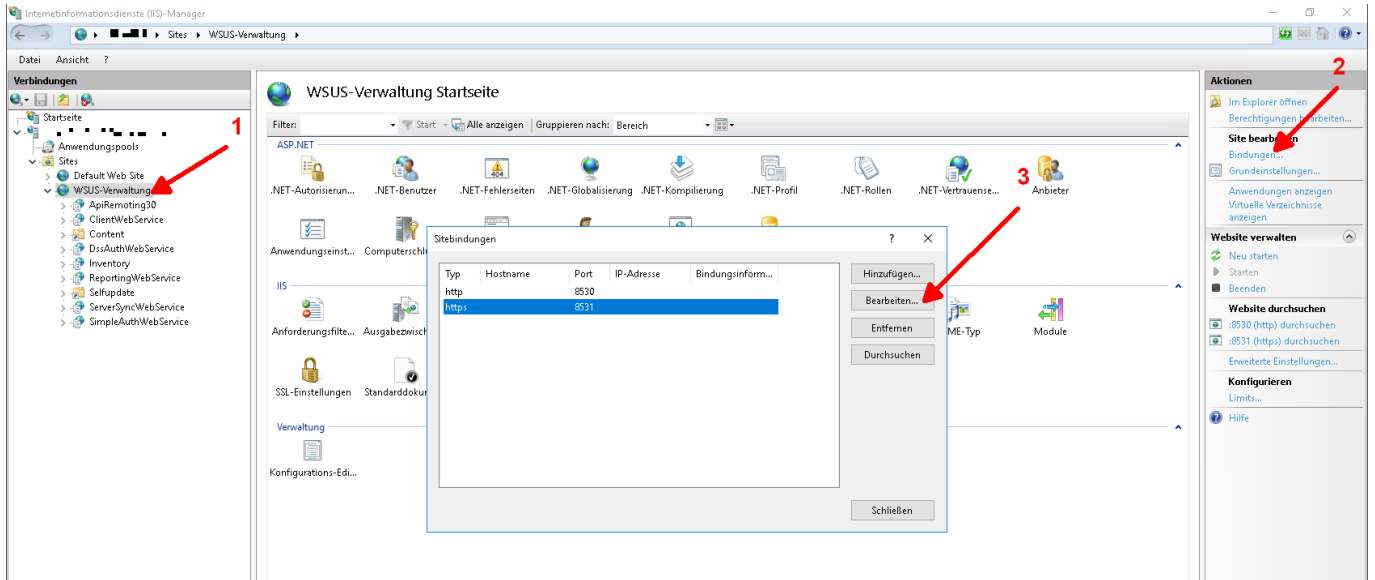 Internetinformationsdienste (IIS)-Manager
Sites
WSUS-Verwaltung
Datei Ansicht ?
Verbindungen
Startseite
Anwendungspools
Sites
Default Web Site
WSUS-Verwaltung
ApiRemoting30
ClientWebService
Content
DssAuthWebService
Inventory
ReportingWebService
Selfupdate
ServerSyncWebService
SimpleAuthWebService
1
WSUS-Verwaltung Startseite
Filter: Start Alle anzeigen Gruppieren nach: Bereich
ASP.NET
.NET-Autorisierun... .NET-Benutzer .NET-Fehlerseiten .NET-Globalisierung .NET-Kompilierung .NET-Profil .NET-Rollen .NET-Vertrauense... Anbieter
404
3
Anwendungseinst...
IIS
Anforderungsfilte...
Module
SSL-Einstellungen
Verwaltung
Konfigurations-Edi...
Sitebindungen
? 
Typ Hostname Port IP-Adresse Bindungsinform...
http 8530
https 8531
Hinzufügen...
Bearbeiten...
Entfernen
Durchsuchen
Schließen
Aktionen
2
Im Explorer öffnen
Berechtigungen
Site bearbeiten
Bindungen...
Grundeinstellungen...
Anwendungen anzeigen
Virtuelle Verzeichnisse
anzeigen
Website verwalten
Neu starten
Starten
Beenden
Website durchsuchen
:8530 (http) durchsuchen
:8531 (https) durchsuchen
Erweiterte Einstellungen...
Konfigurieren
Limits...
Hilfe